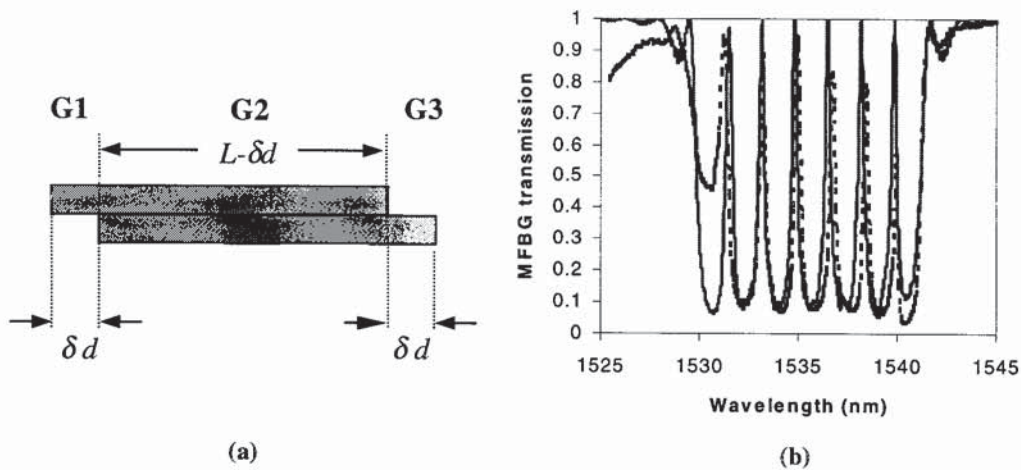 G1 G2 G3
L-δd
δd δd
(a)
MFBG transmission
1
0.9
0.8
0.7
0.6
0.5
0.4
0.3
0.2
0.1
0
1525 1530 1535 1540 1545
Wavelength (nm)
(b)